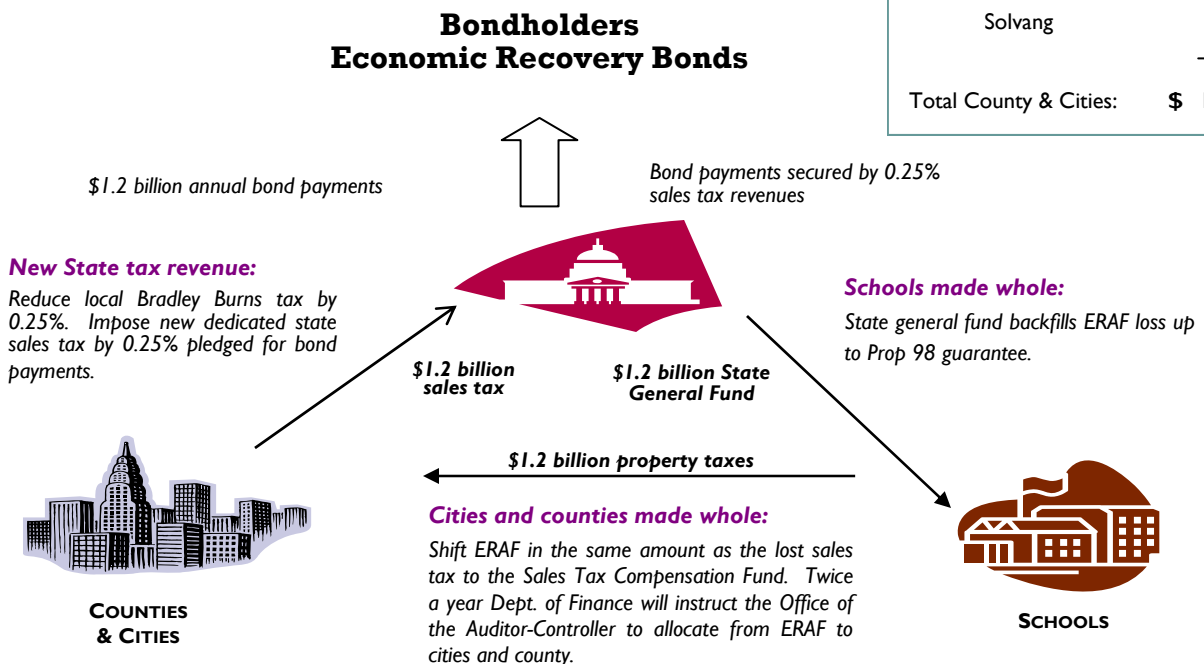 Bondholders
Economic Recovery Bonds
Solvang
Total County & Cities: $
$1.2 billion annual bond payments
Bond payments secured by 0.25%
sales tax revenues
New State tax revenue:
Reduce local Bradley Burns tax by
0.25%. Impose new dedicated state
sales tax by 0.25% pledged for bond
payments.
Schools made whole:
State general fund backfills ERAF loss up
to Prop 98 guarantee.
$1.2 billion
sales tax
$1.2 billion State
General Fund
$1.2 billion property taxes
Cities and counties made whole:
Shift ERAF in the same amount as the lost sales
tax to the Sales Tax Compensation Fund. Twice
a year Dept. of Finance will instruct the Office of
the Auditor-Controller to allocate from ERAF to
cities and county.
COUNTIES
& CITIES
SCHOOLS